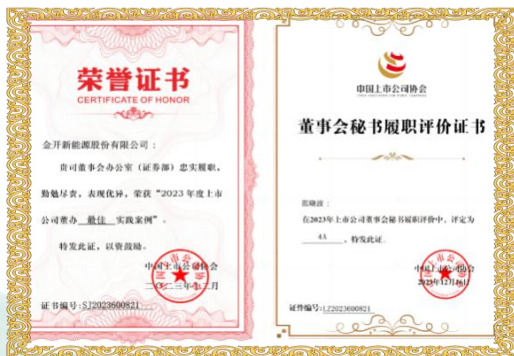 荣誉证书
CERTIFICATE OF HONOR
金开新能源股份有限公司：
贵司董事会办公室（证券部）忠实履职，
勤勉尽责，表现优异，荣获“2023 年度上市
公司董办 最佳 实践案例”。
特发此证，以资鼓励。
中国上市公司协会
二〇二三年十二月
证书编号：SJ2023600821
中国上市公司协会
董事会秘书履职评价证书
在2023年上市公司董事会秘书履职评价中，评定为
4A ，特发此证。
中国上市公司协会
2023年12月16日
证件编号：LZ2023600821